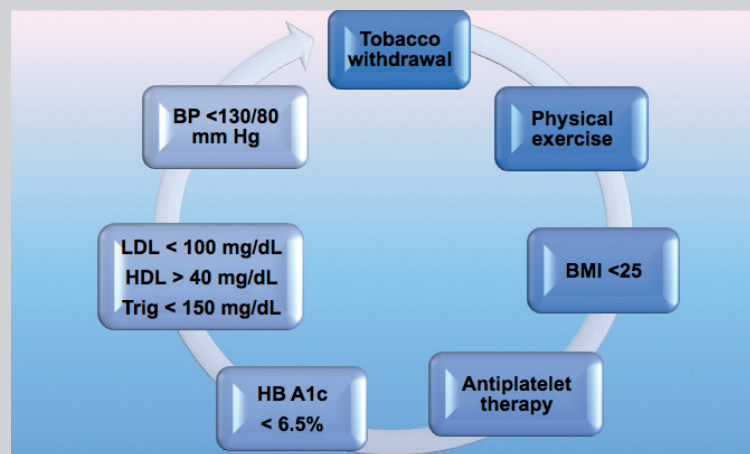 Tobacco
withdrawal
Physical
exercise
BMI <25
Antiplatelet
therapy
HB A1c
< 6.5%
LDL < 100 mg/dL
HDL > 40 mg/dL
Trig < 150 mg/dL
BP <130/80
mm Hg